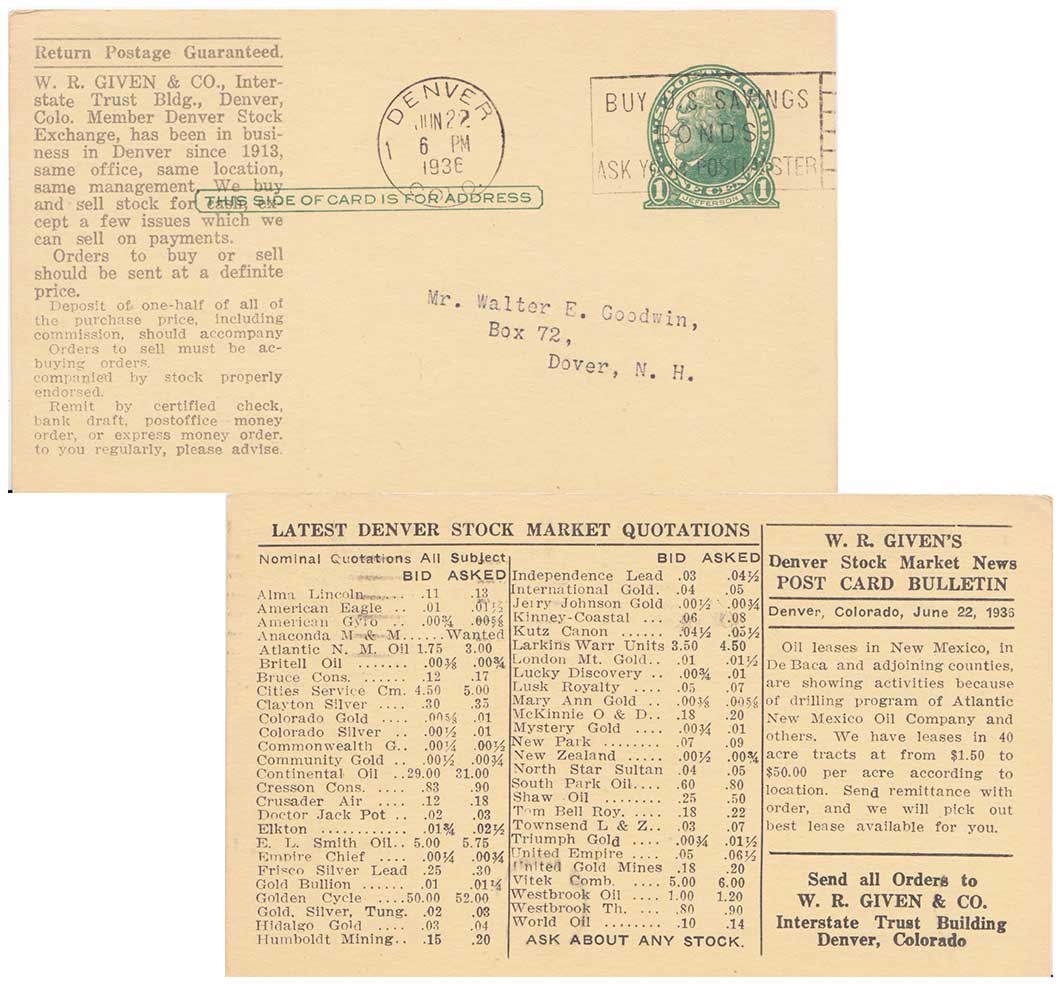 Return Postage Guaranteed.
W. R. GIVEN & CO., Inter-
state Trust Bldg., Denver,
Colo. Member Denver Stock
Exchange, has been in busi-
ness in Denver since 1913,
same office, same location,
same management. We buy
and sell stock for cash, ex-
cept a few issues which we
can sell on payments.
Orders to buy or sell
should be sent at a definite
price.
Deposit of one-half of all of
the purchase price, including
commission, should accompany
Orders to sell must be ac-
buying orders.
companied by stock properly
endorsed.
Remit by certified check,
bank draft, postoffice money
order, or express money order.
to you regularly, please advise.
DENVER
JUN 22
1 6 PM
1936
COLO.
BUY U.S. SAVINGS
BONDS
ASK YOUR POSTMASTER
U.S. POSTAL CARD
ONE CENT
1 JEFFERSON 1
THIS SIDE OF CARD IS FOR ADDRESS
Mr. Walter E. Goodwin,
Box 72,
Dover, N. H.
LATEST DENVER STOCK MARKET QUOTATIONS
Nominal Quotations All Subject
BID ASKED
Alma Lincoln...... .11 .13
American Eagle .. .01 .01½
American Gyro .. .00¾ .00⅝
Anaconda M & M......Wanted
Atlantic N. M. Oil 1.75 3.00
Britell Oil ....... .00⅜ .00¾
Bruce Cons. ...... .12 .17
Cities Service Cm. 4.50 5.00
Clayton Silver .... .30 .35
Colorado Gold .... .00⅝ .01
Colorado Silver .. .00½ .01
Commonwealth G.. .00¼ .00½
Community Gold .. .00½ .00¾
Continental Oil ..29.00 31.00
Cresson Cons. .... .83 .90
Crusader Air .... .12 .18
Doctor Jack Pot .. .02 .03
Elkton ............ .01¾ .02½
E. L. Smith Oil.. 5.00 5.75
Empire Chief .... .00¼ .00¾
Frisco Silver Lead .25 .30
Gold Bullion ...... .01 .01¼
Golden Cycle ....50.00 52.00
Gold, Silver, Tung. .02 .03
Hidalgo Gold .... .03 .04
Humboldt Mining.. .15 .20
BID ASKED
Independence Lead .03 .04½
International Gold. .04 .05
Jerry Johnson Gold .00½ .00¾
Kinney-Coastal ... .06 .08
Kutz Canon ...... .04½ .05½
Larkins Warr Units 3.50 4.50
London Mt. Gold.. .01 .01½
Lucky Discovery .. .00¾ .01
Lusk Royalty .... .05 .07
Mary Ann Gold .. .00⅜ .00⅝
McKinnie O & D.. .18 .20
Mystery Gold .... .00¾ .01
New Park ........ .07 .09
New Zealand ..... .00½ .00¾
North Star Sultan .04 .05
South Park Oil.... .60 .80
Shaw Oil ........ .25 .50
Tom Bell Roy. .... .18 .22
Townsend L & Z.. .03 .07
Triumph Gold .... .00¾ .01½
United Empire .... .05 .06½
United Gold Mines .18 .20
Vitek Comb. .... 5.00 6.00
Westbrook Oil .... 1.00 1.20
Westbrook Th. ... .80 .90
World Oil ....... .10 .14
ASK ABOUT ANY STOCK.
W. R. GIVEN'S
Denver Stock Market News
POST CARD BULLETIN
Denver, Colorado, June 22, 1936
Oil leases in New Mexico, in
De Baca and adjoining counties,
are showing activities because
of drilling program of Atlantic
New Mexico Oil Company and
others. We have leases in 40
acre tracts at from $1.50 to
$50.00 per acre according to
location. Send remittance with
order, and we will pick out
best lease available for you.
Send all Orders to
W. R. GIVEN & CO.
Interstate Trust Building
Denver, Colorado